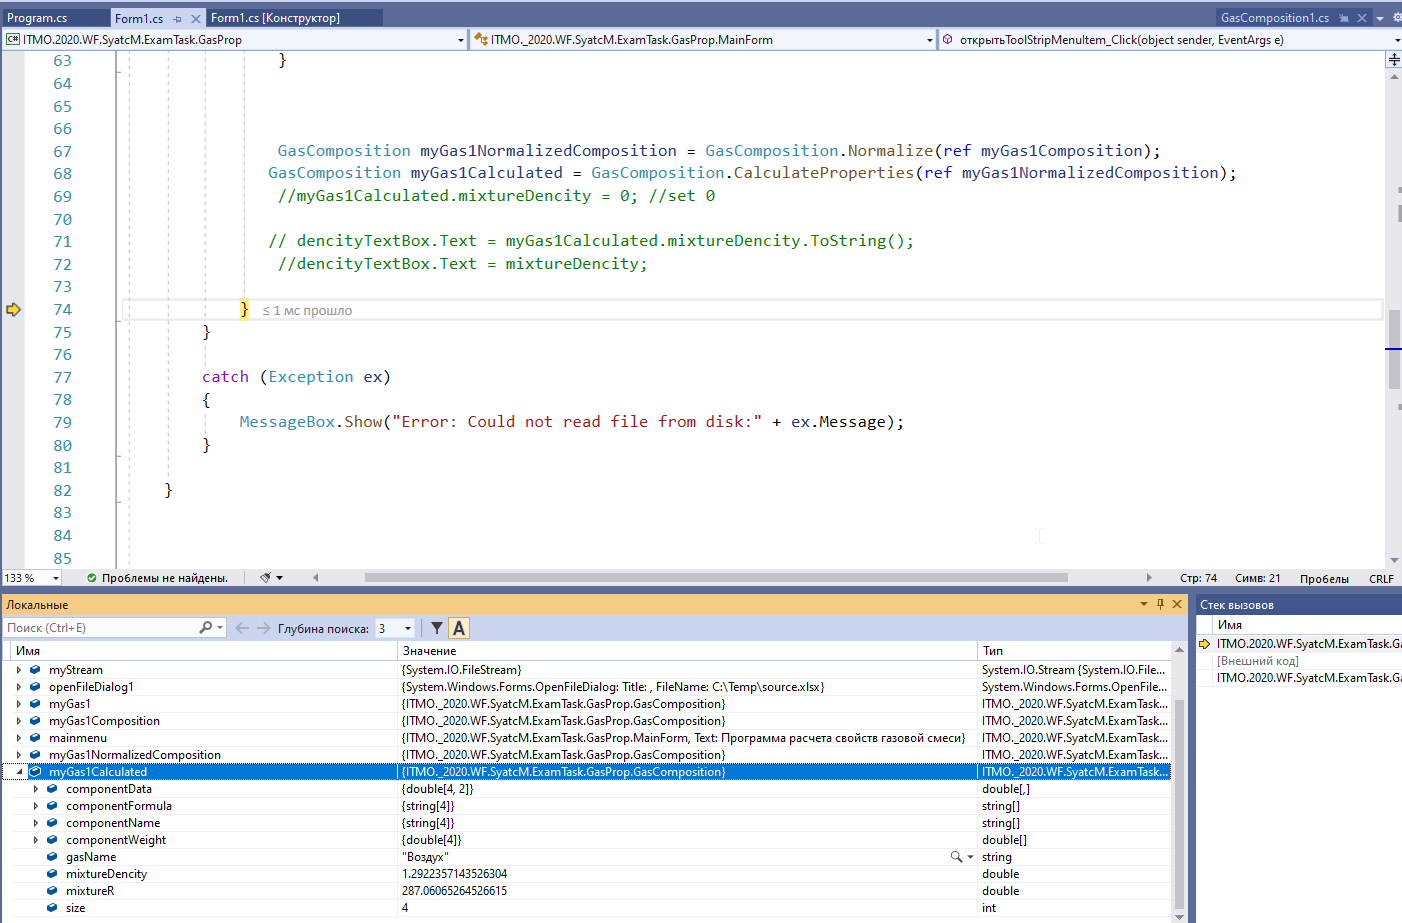 Program.cs
Form1.cs
Form1.cs [Конструктор]
GasComposition1.cs
C# ITMO.2020.WF.SyatcM.ExamTask.GasProp
ITMO._2020.WF.SyatcM.ExamTask.GasProp.MainForm
открытьToolStripMenuItem_Click(object sender, EventArgs e)
63 }
64
65
66
67 GasComposition myGas1NormalizedComposition = GasComposition.Normalize(ref myGas1Composition);
68 GasComposition myGas1Calculated = GasComposition.CalculateProperties(ref myGas1NormalizedComposition);
69 //myGas1Calculated.mixtureDencity = 0; //set 0
70
71 // dencityTextBox.Text = myGas1Calculated.mixtureDencity.ToString();
72 //dencityTextBox.Text = mixtureDencity;
73
74 } ≤ 1 мс прошло
75 }
76
77 catch (Exception ex)
78 {
79 MessageBox.Show("Error: Could not read file from disk:" + ex.Message);
80 }
81
82 }
83
84
85
133 % Проблемы не найдены. Стр: 74 Симв: 21 Пробелы CRLF
Локальные
Поиск (Ctrl+E) Глубина поиска: 3 A
Имя Значение Тип
myStream {System.IO.FileStream} System.IO.Stream {System.IO.File...
openFileDialog1 {System.Windows.Forms.OpenFileDialog: Title: , FileName: C:\Temp\source.xlsx} System.Windows.Forms.OpenFile...
myGas1 {ITMO._2020.WF.SyatcM.ExamTask.GasProp.GasComposition} ITMO._2020.WF.SyatcM.ExamTask...
myGas1Composition {ITMO._2020.WF.SyatcM.ExamTask.GasProp.GasComposition} ITMO._2020.WF.SyatcM.ExamTask...
mainmenu {ITMO._2020.WF.SyatcM.ExamTask.GasProp.MainForm, Text: Программа расчета свойств газовой смеси} ITMO._2020.WF.SyatcM.ExamTask...
myGas1NormalizedComposition {ITMO._2020.WF.SyatcM.ExamTask.GasProp.GasComposition} ITMO._2020.WF.SyatcM.ExamTask...
myGas1Calculated {ITMO._2020.WF.SyatcM.ExamTask.GasProp.GasComposition} ITMO._2020.WF.SyatcM.ExamTask...
componentData {double[4, 2]} double[,]
componentFormula {string[4]} string[]
componentName {string[4]} string[]
componentWeight {double[4]} double[]
gasName "Воздух" string
mixtureDencity 1.2922357143526304 double
mixtureR 287.06065264526615 double
size 4 int
Стек вызовов
Имя
ITMO.2020.WF.SyatcM.ExamTask.Ga
[Внешний код]
ITMO.2020.WF.SyatcM.ExamTask.Ga